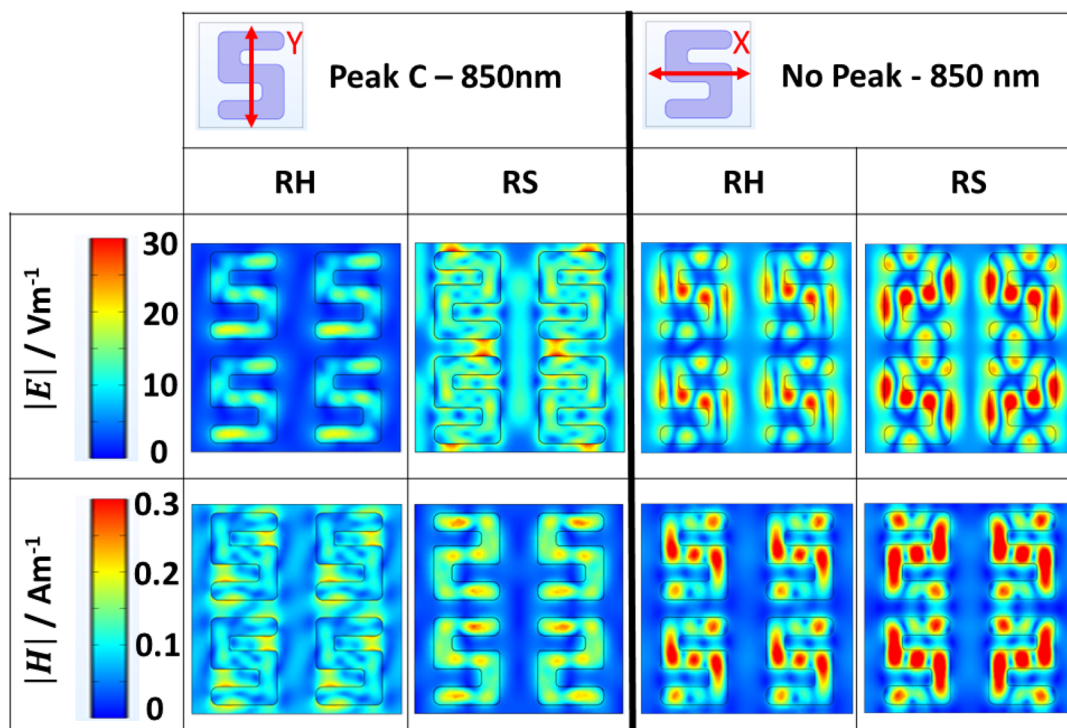 Y
Peak C – 850nm
X
No Peak - 850 nm
RH
RS
RH
RS
|E| / Vm⁻¹
30
20
10
0
|H| / Am⁻¹
0.3
0.2
0.1
0